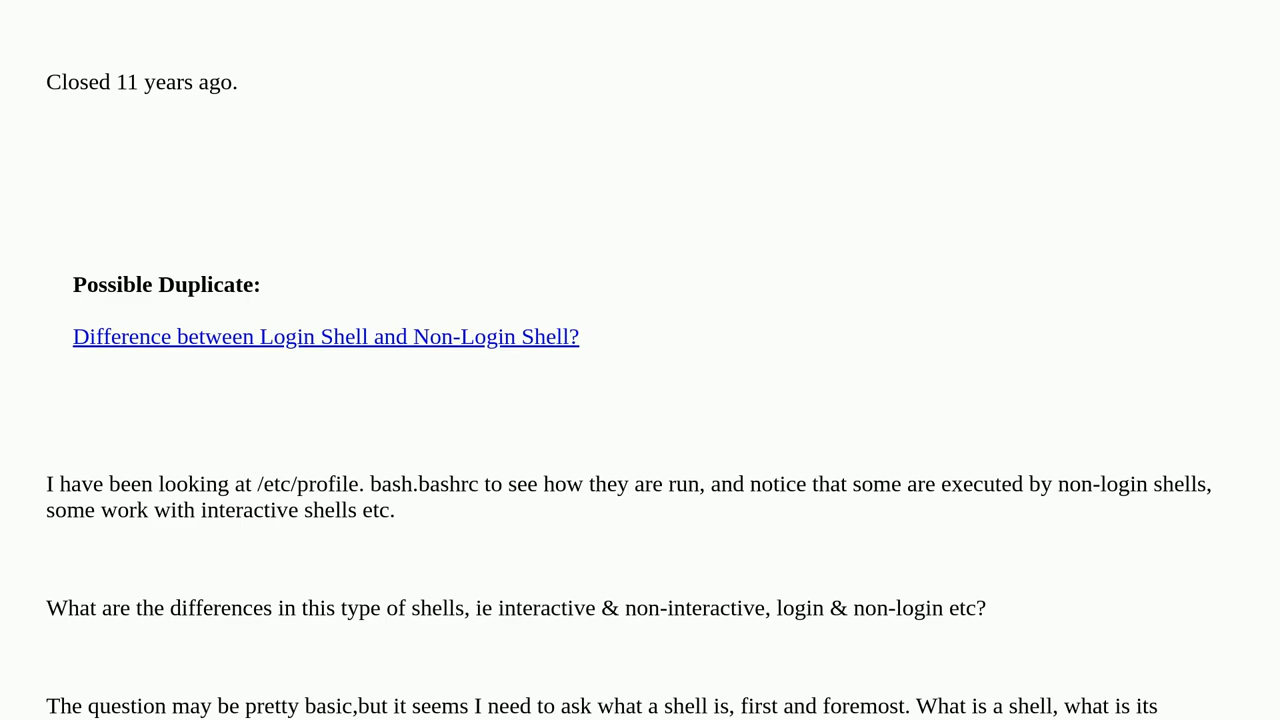 Closed 11 years ago.
Possible Duplicate:
Difference between Login Shell and Non-Login Shell?
I have been looking at /etc/profile. bash.bashrc to see how they are run, and notice that some are executed by non-login shells,
some work with interactive shells etc.
What are the differences in this type of shells, ie interactive & non-interactive, login & non-login etc?
The question may be pretty basic,but it seems I need to ask what a shell is, first and foremost. What is a shell, what is its